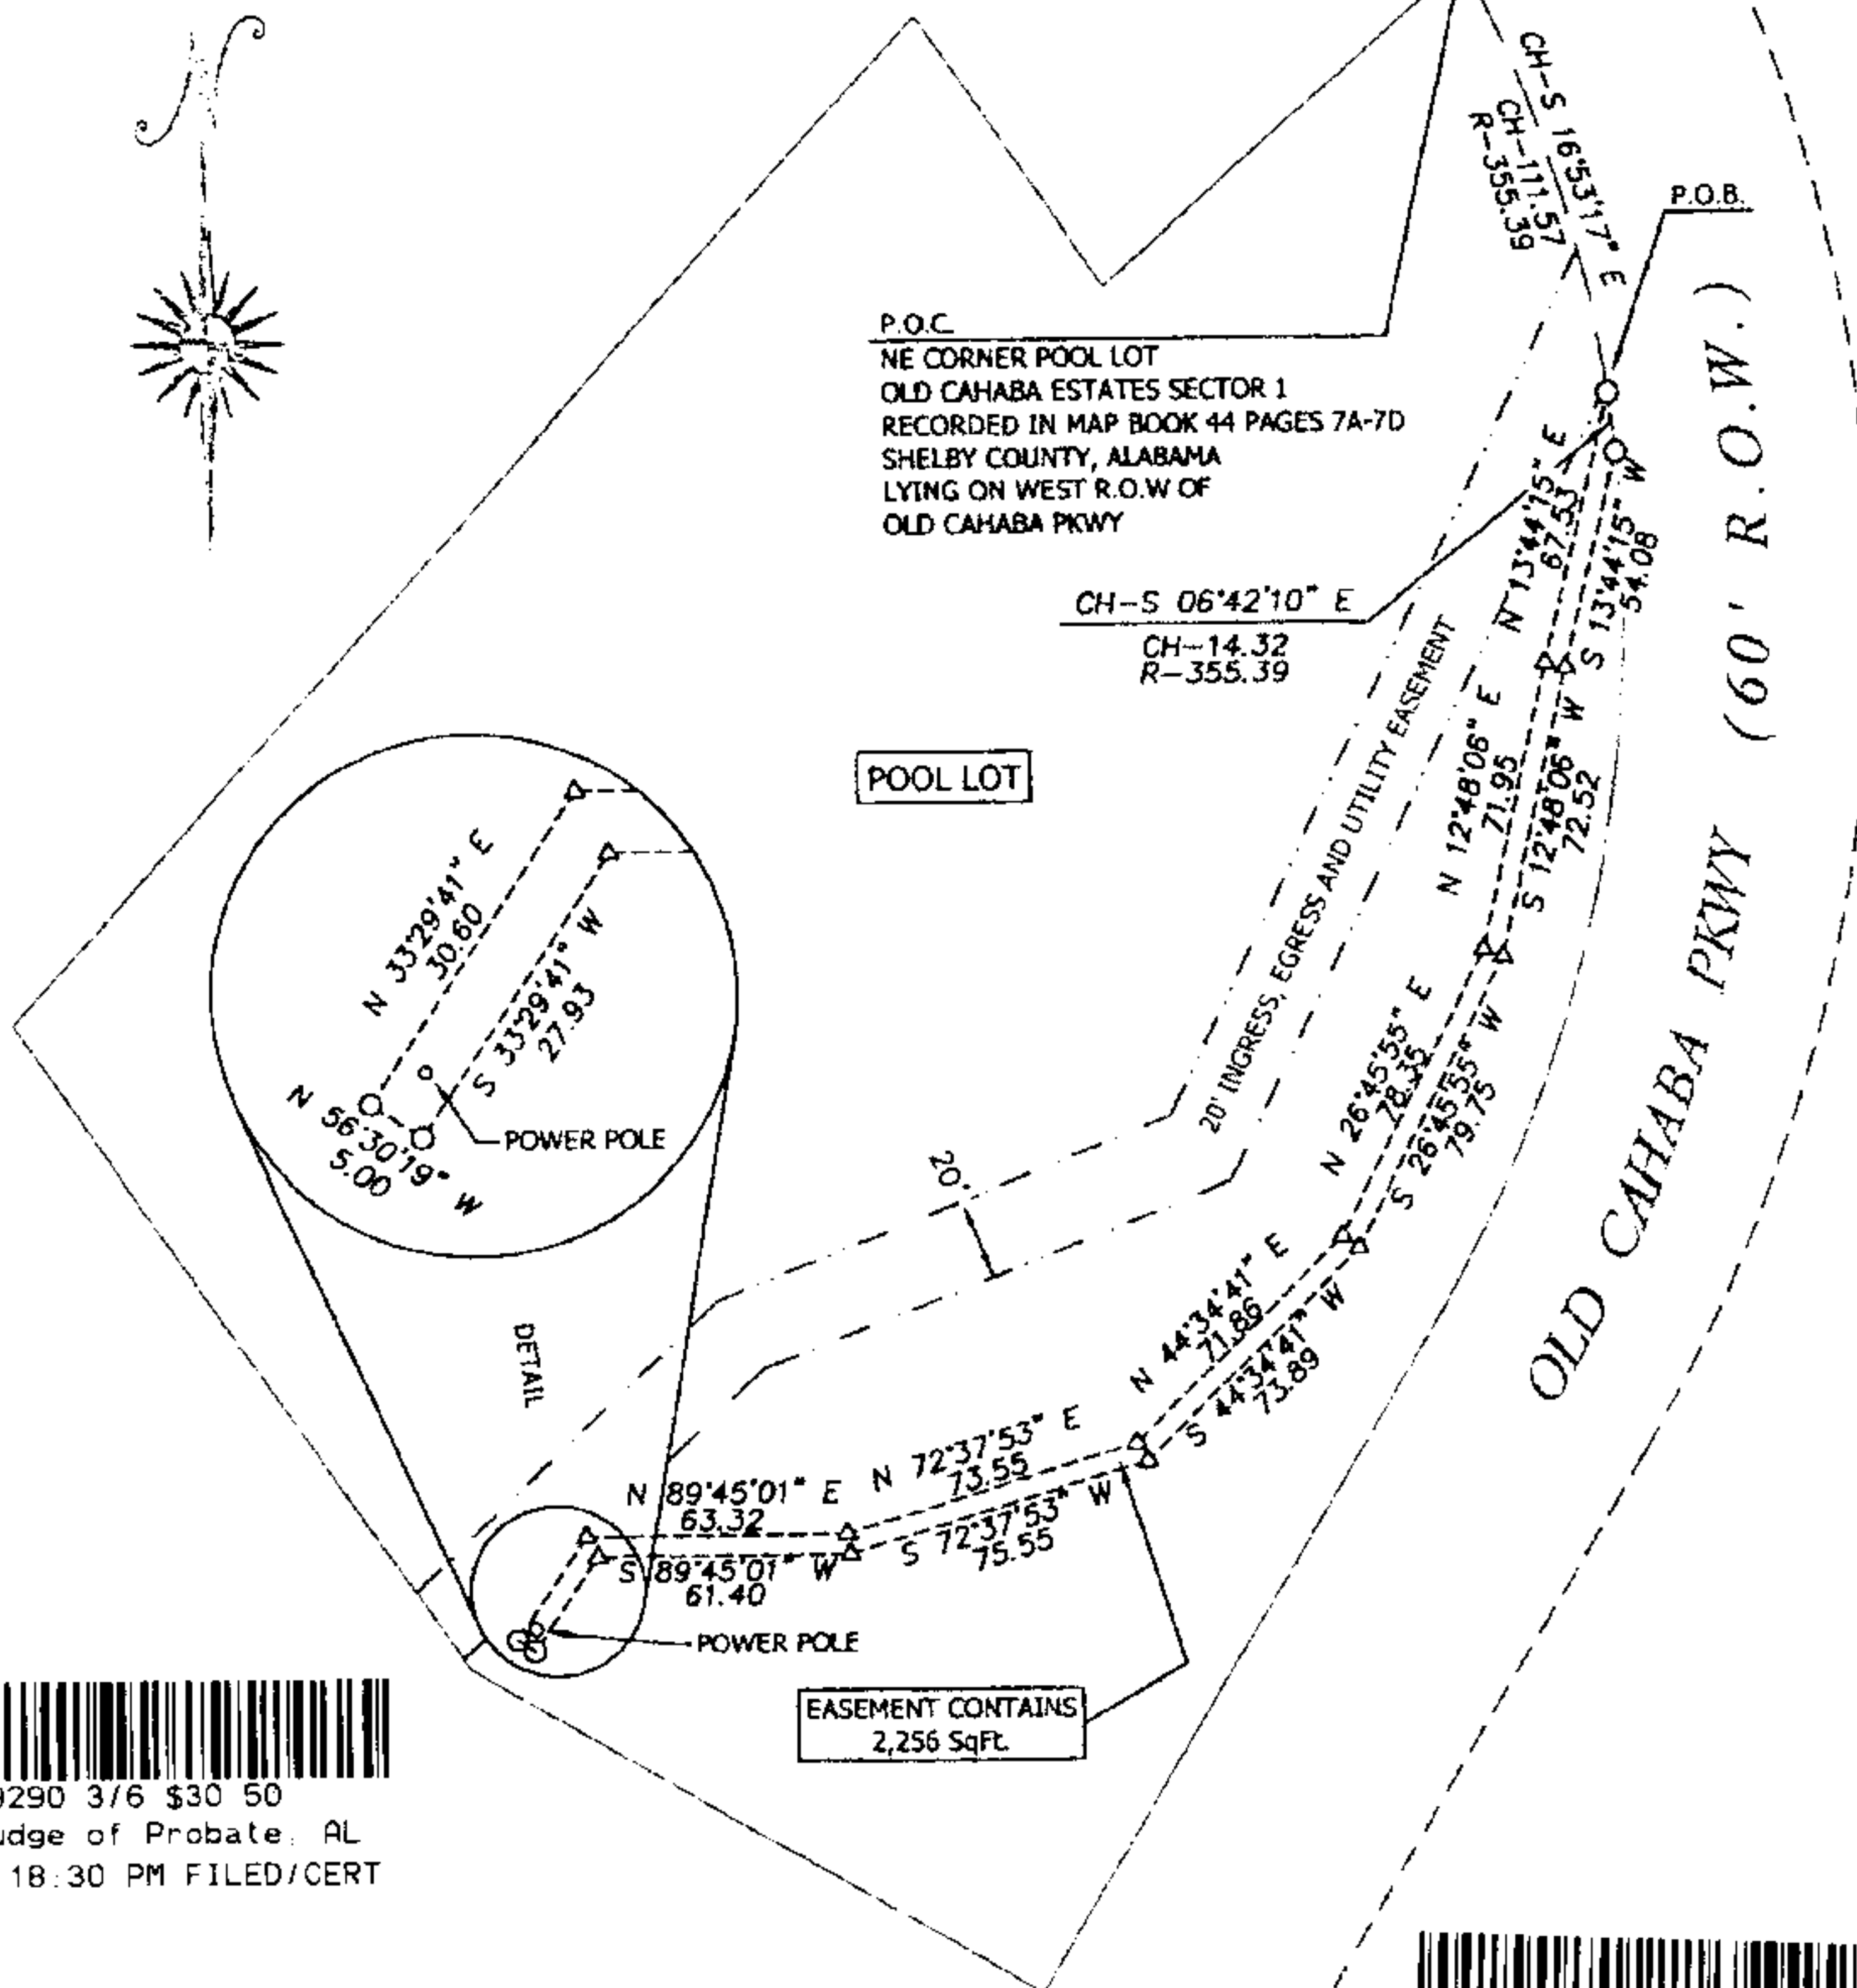 CH-S 16°53'17" E
CH-111.57
R-355.39
P.O.B.
P.O.C.
NE CORNER POOL LOT
OLD CAHABA ESTATES SECTOR 1
RECORDED IN MAP BOOK 44 PAGES 7A-7D
SHELBY COUNTY, ALABAMA
LYING ON WEST R.O.W OF
OLD CAHABA PKWY
CH-S 06°42'10" E
CH-14.32
R-355.39
N 13°44'15" E
67.53
S 13°44'15" W
54.08
OLD CAHABA PKWY (60' R.O.W.)
20' INGRESS, EGRESS AND UTILITY EASEMENT
N 12°48'06" E
71.95
S 12°48'06" W
72.52
POOL LOT
N 33°29'41" E
30.60
S 33°29'41" W
27.93
N 56°30'19" W
5.00
POWER POLE
N 26°45'55" E
78.35
S 26°45'55" W
79.75
20'
N 44°34'41" E
71.86
S 44°34'41" W
73.89
DETAIL
N 72°37'53" E
73.55
S 72°37'53" W
75.55
N 89°45'01" E
63.32
S 89°45'01" W
61.40
POWER POLE
EASEMENT CONTAINS
2,256 SqFt.
9290 3/6 $30 50
udge of Probate, AL
18:30 PM FILED/CERT